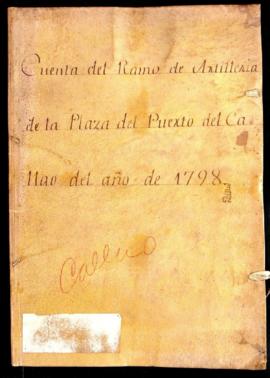 Cuenta del Ramo de Artilleria
de la Plaza del Puerto del Ca
llao del año de 1798.
Callao